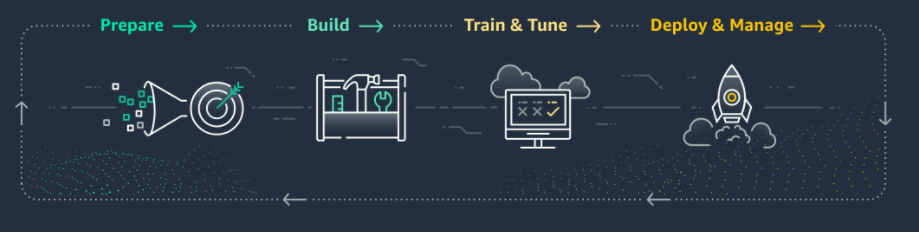 Prepare
Build
Train & Tune
Deploy & Manage